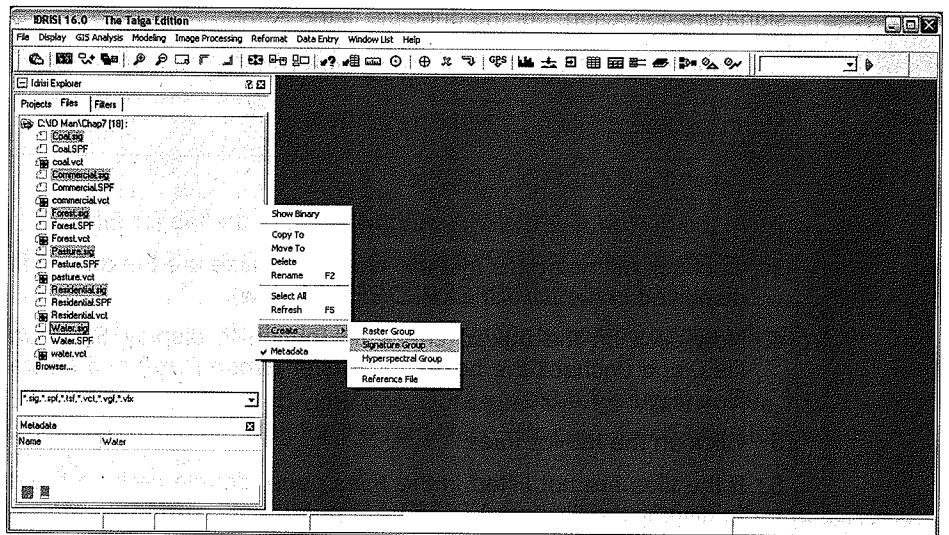 IDRISI 16.0 The Taiga Edition
File Display GIS Analysis Modeling Image Processing Reformat Data Entry Window List Help
GPS
Idrisi Explorer
Projects Files Filters
C:\ID Man\Chap7 [18]:
Coal.sig
Coal.SPF
coal.vct
Commercial.sig
Commercial.SPF
commercial.vct
Forest.sig
Forest.SPF
Forest.vct
Pasture.sig
Pasture.SPF
pasture.vct
Residential.sig
Residential.SPF
Residential.vct
Water.sig
Water.SPF
water.vct
Browser...
Show Binary
Copy To
Move To
Delete
Rename F2
Select All
Refresh F5
Create
Metadata
Raster Group
Signature Group
Hyperspectral Group
Reference File
*.sig,*.spf,*.tsf,*.vct,*.vgf,*.vlx
Metadata
Name Water